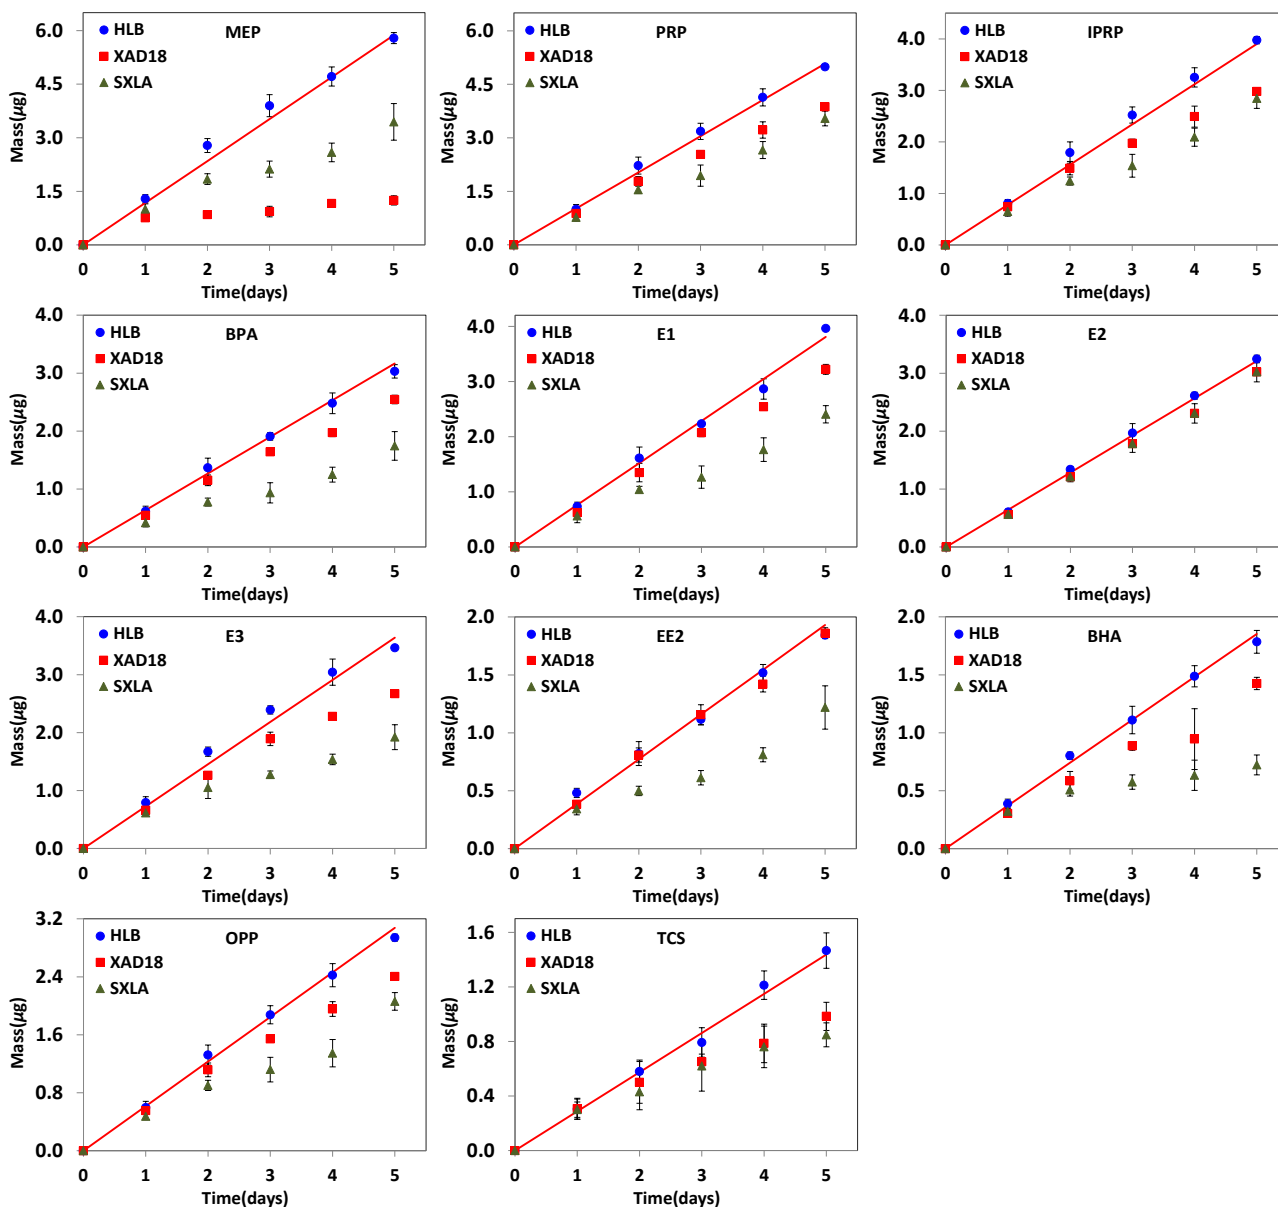 MEP
HLB
XAD18
SXLA
Mass(µg)
6.0
4.5
3.0
1.5
0.0
0 1 2 3 4 5
Time(days)
PRP
HLB
XAD18
SXLA
Mass(µg)
6.0
4.5
3.0
1.5
0.0
0 1 2 3 4 5
Time(days)
IPRP
HLB
XAD18
SXLA
Mass(µg)
4.0
3.0
2.0
1.0
0.0
0 1 2 3 4 5
Time(days)
BPA
HLB
XAD18
SXLA
Mass(µg)
4.0
3.0
2.0
1.0
0.0
0 1 2 3 4 5
Time(days)
E1
HLB
XAD18
SXLA
Mass(µg)
4.0
3.0
2.0
1.0
0.0
0 1 2 3 4 5
Time(days)
E2
HLB
XAD18
SXLA
Mass(µg)
4.0
3.0
2.0
1.0
0.0
0 1 2 3 4 5
Time(days)
E3
HLB
XAD18
SXLA
Mass(µg)
4.0
3.0
2.0
1.0
0.0
0 1 2 3 4 5
Time(days)
EE2
HLB
XAD18
SXLA
Mass(µg)
2.0
1.5
1.0
0.5
0.0
0 1 2 3 4 5
Time(days)
BHA
HLB
XAD18
SXLA
Mass(µg)
2.0
1.5
1.0
0.5
0.0
0 1 2 3 4 5
Time(days)
OPP
HLB
XAD18
SXLA
Mass(µg)
3.2
2.4
1.6
0.8
0.0
0 1 2 3 4 5
Time(days)
TCS
HLB
XAD18
SXLA
Mass(µg)
1.6
1.2
0.8
0.4
0.0
0 1 2 3 4 5
Time(days)